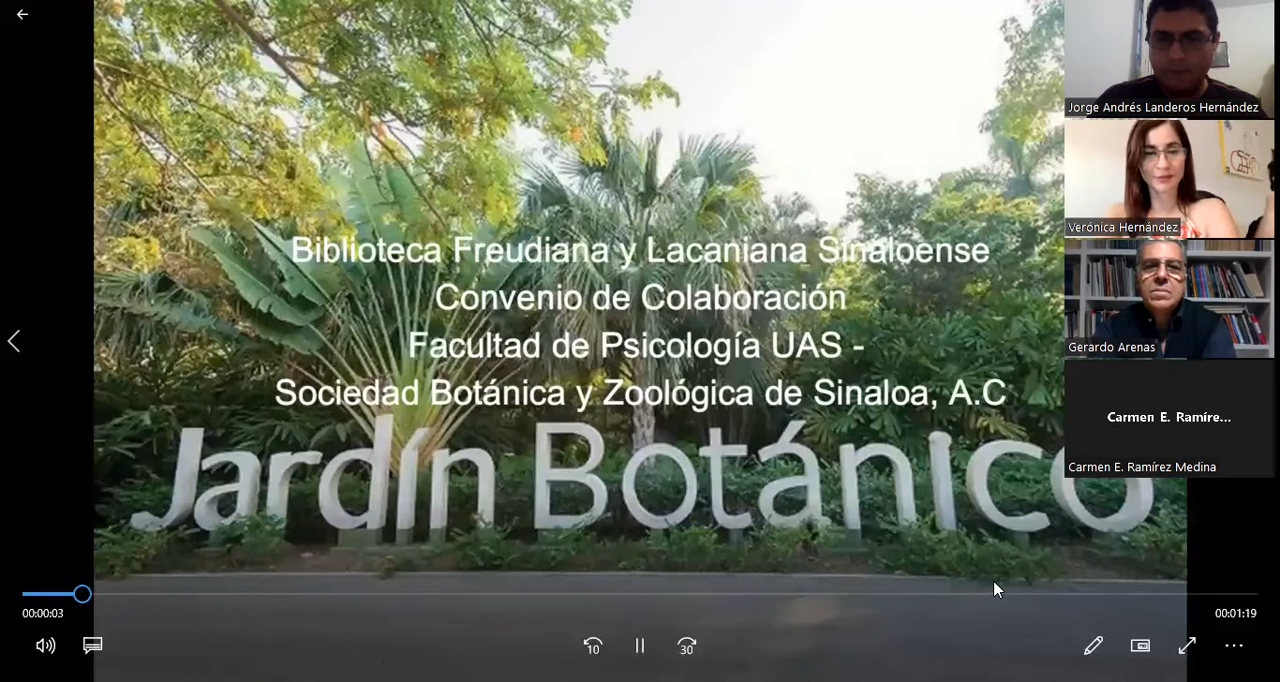 Biblioteca Freudiana y Lacaniana Sinaloense
Convenio de Colaboración
Facultad de Psicología UAS -
Sociedad Botánica y Zoológica de Sinaloa, A.C
Jardín Botánico
Jorge Andrés Landeros Hernández
Verónica Hernández
Gerardo Arenas
Carmen E. Ramíre...
Carmen E. Ramírez Medina
00:00:03
00:01:19
10
30